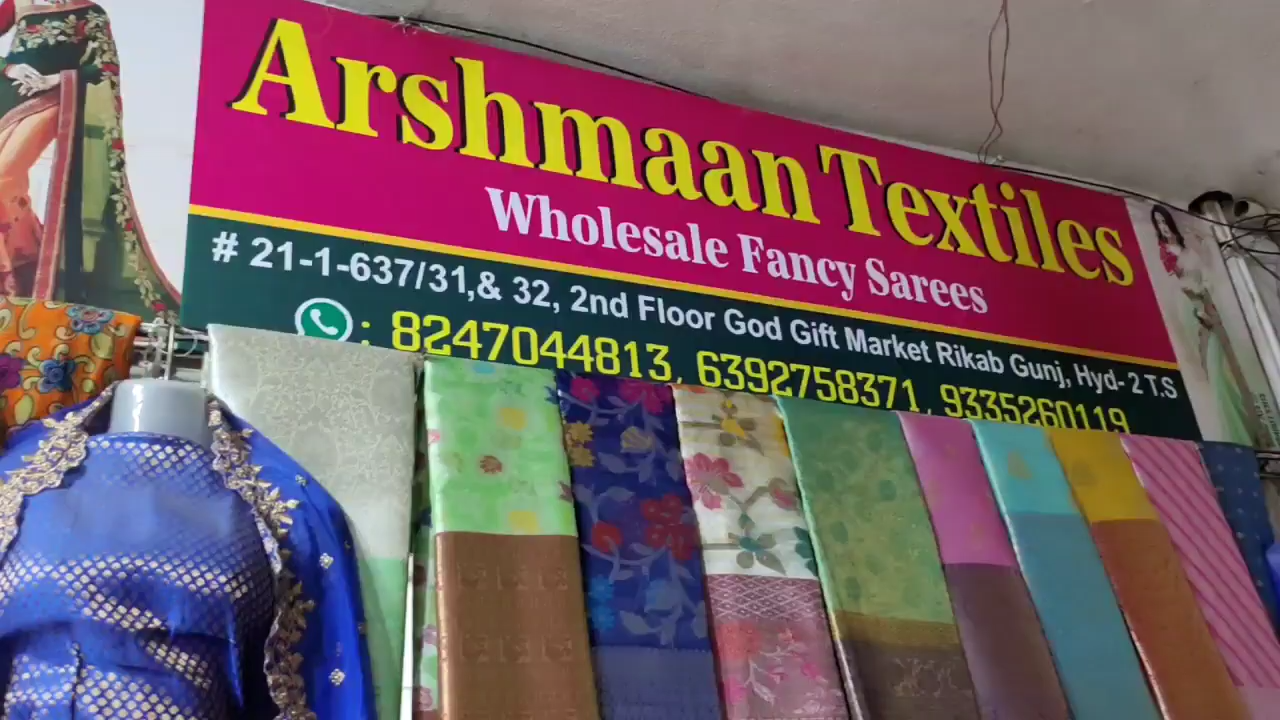 Arshmaan Textiles
Wholesale Fancy Sarees
# 21-1-637/31,& 32, 2nd Floor God Gift Market Rikab Gunj, Hyd- 2 T.S
: 8247044813, 6392758371, 9335260119